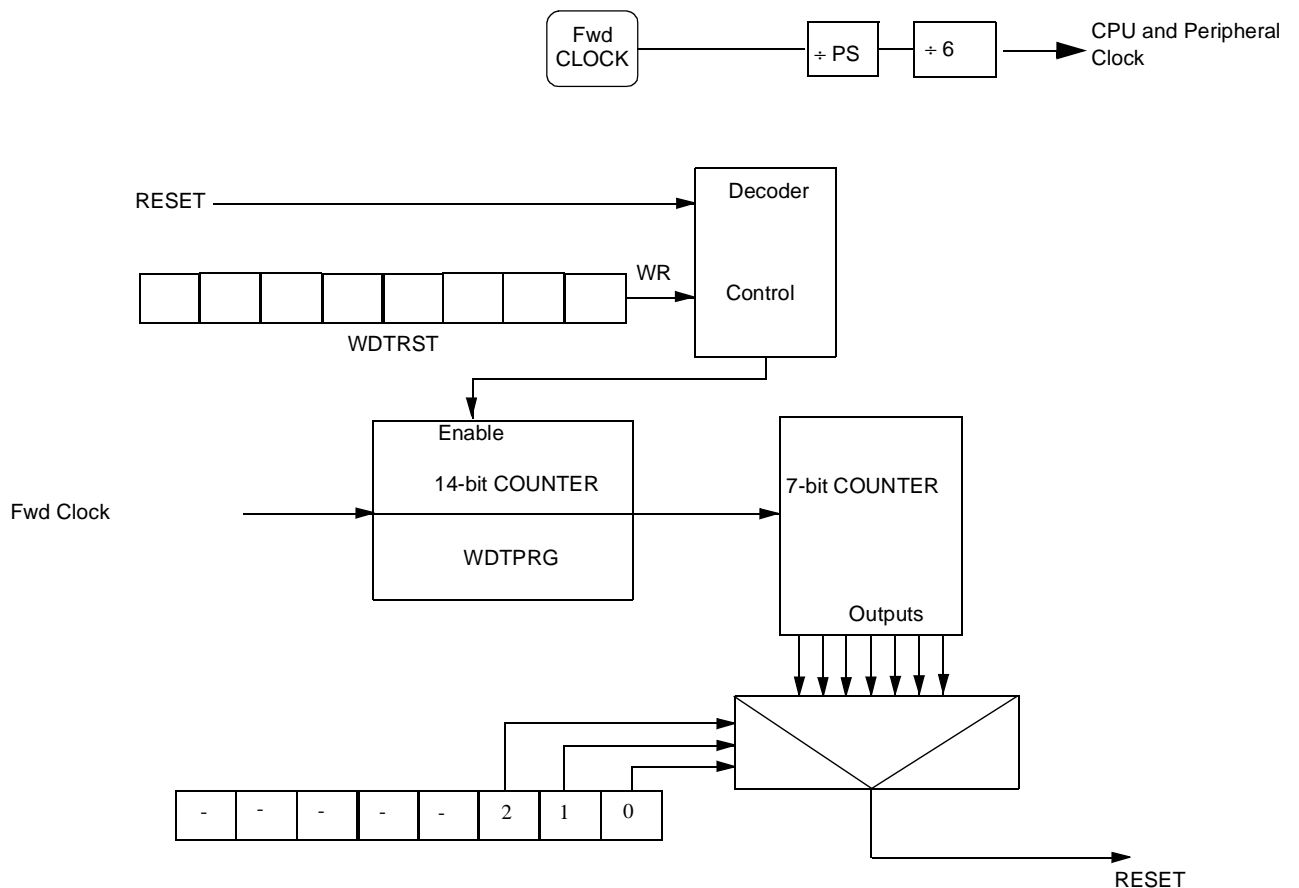 Fwd
CLOCK
÷ PS
÷ 6
CPU and Peripheral
Clock
RESET
Decoder
WR
Control
WDTRST
Enable
14-bit COUNTER
7-bit COUNTER
Fwd Clock
WDTPRG
Outputs
- - - - - 2 1 0
RESET